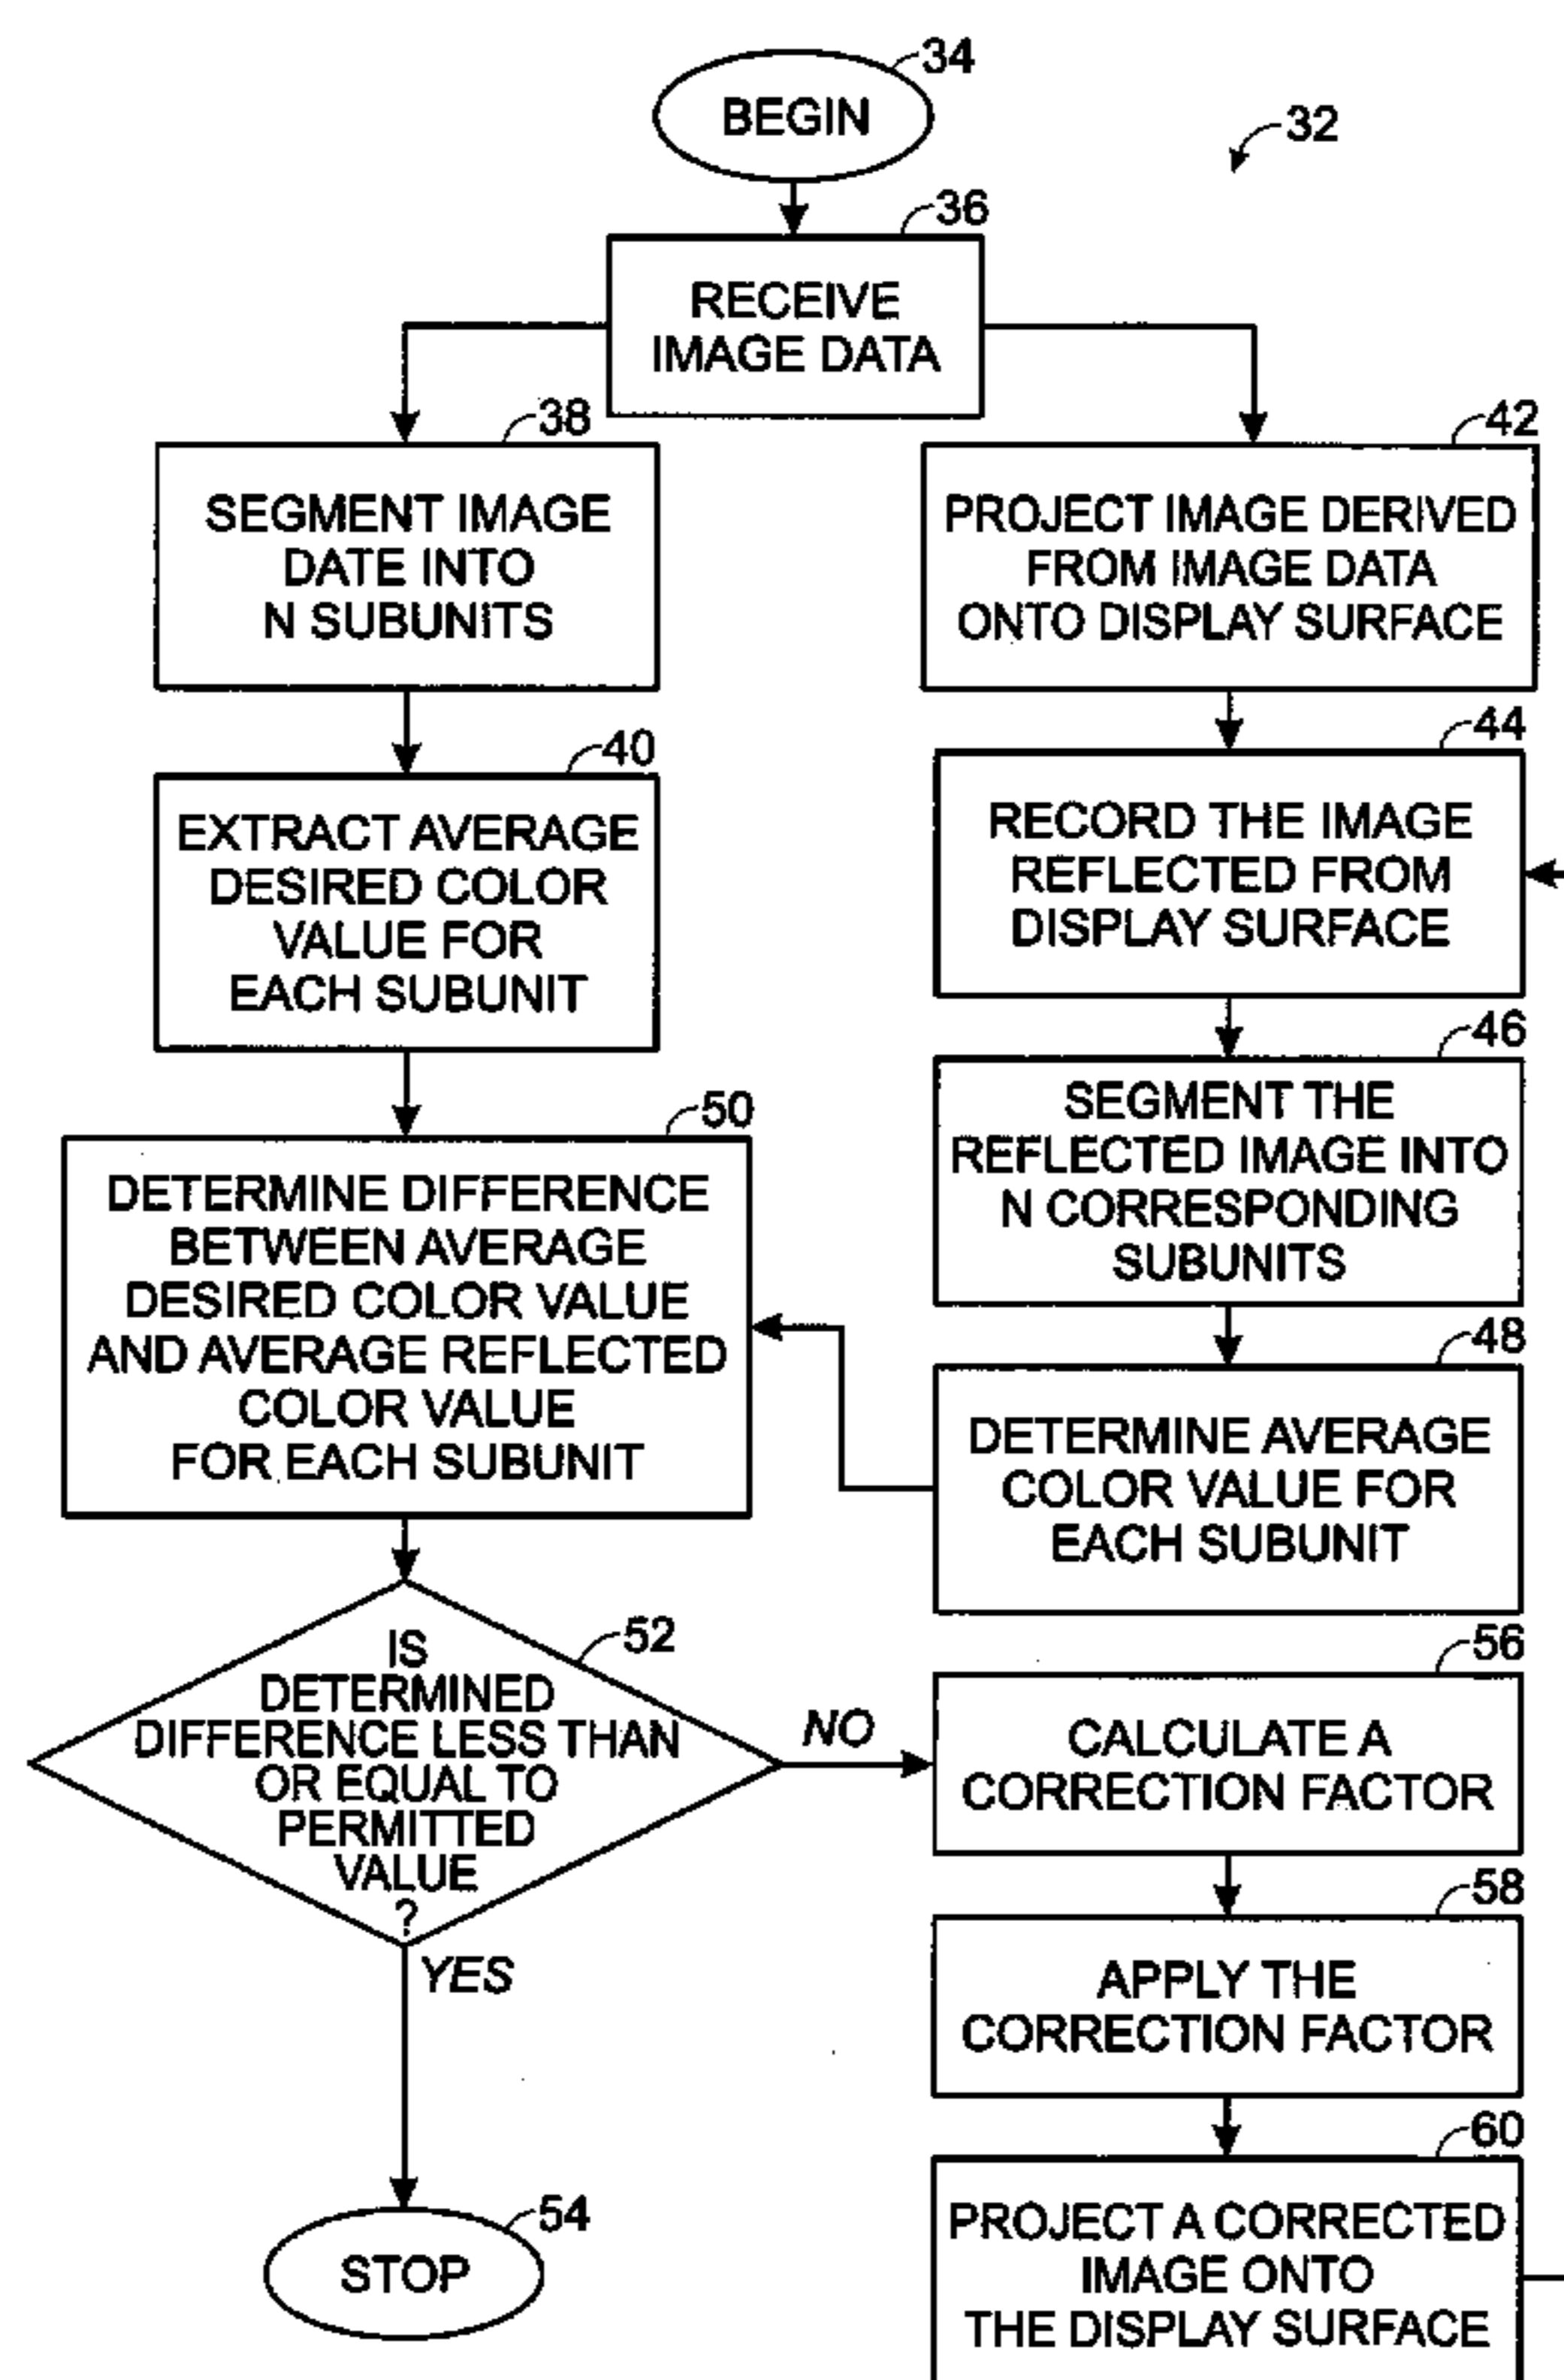 34
BEGIN
32
36
RECEIVE
IMAGE DATA
38
SEGMENT IMAGE
DATE INTO
N SUBUNITS
42
PROJECT IMAGE DERIVED
FROM IMAGE DATA
ONTO DISPLAY SURFACE
40
EXTRACT AVERAGE
DESIRED COLOR
VALUE FOR
EACH SUBUNIT
44
RECORD THE IMAGE
REFLECTED FROM
DISPLAY SURFACE
46
SEGMENT THE
REFLECTED IMAGE INTO
N CORRESPONDING
SUBUNITS
48
DETERMINE AVERAGE
COLOR VALUE FOR
EACH SUBUNIT
50
DETERMINE DIFFERENCE
BETWEEN AVERAGE
DESIRED COLOR VALUE
AND AVERAGE REFLECTED
COLOR VALUE
FOR EACH SUBUNIT
52
IS
DETERMINED
DIFFERENCE LESS THAN
OR EQUAL TO
PERMITTED
VALUE
?
NO
YES
56
CALCULATE A
CORRECTION FACTOR
58
APPLY THE
CORRECTION FACTOR
60
PROJECT A CORRECTED
IMAGE ONTO
THE DISPLAY SURFACE
54
STOP